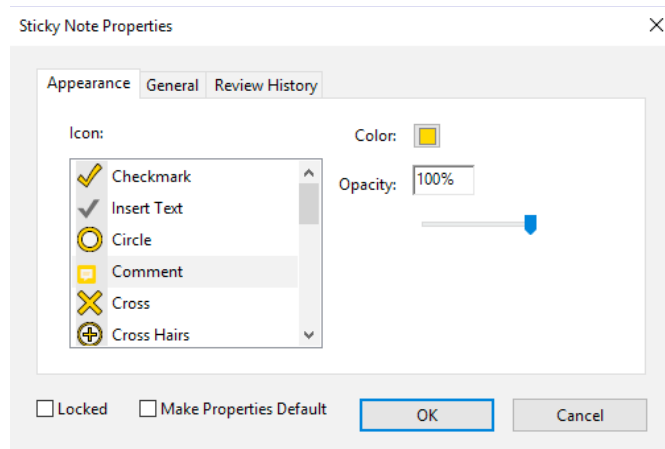 Sticky Note Properties
Appearance General Review History
Icon:
Color:
Checkmark
Opacity: 100%
Insert Text
Circle
Comment
Cross
Cross Hairs
Locked Make Properties Default OK Cancel